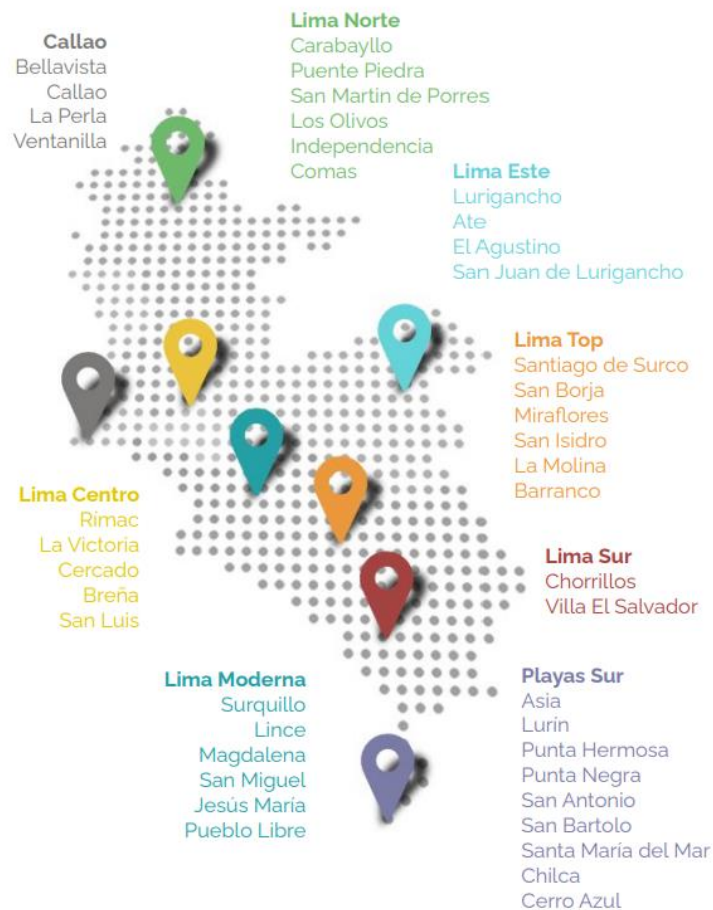 Callao
Bellavista
Callao
La Perla
Ventanilla
Lima Norte
Carabayllo
Puente Piedra
San Martin de Porres
Los Olivos
Independencia
Comas
Lima Este
Lurigancho
Ate
El Agustino
San Juan de Lurigancho
Lima Top
Santiago de Surco
San Borja
Miraflores
San Isidro
La Molina
Barranco
Lima Centro
Rímac
La Victoria
Cercado
Breña
San Luis
Lima Sur
Chorrillos
Villa El Salvador
Lima Moderna
Surquillo
Lince
Magdalena
San Miguel
Jesús María
Pueblo Libre
Playas Sur
Asia
Lurín
Punta Hermosa
Punta Negra
San Antonio
San Bartolo
Santa María del Mar
Chilca
Cerro Azul